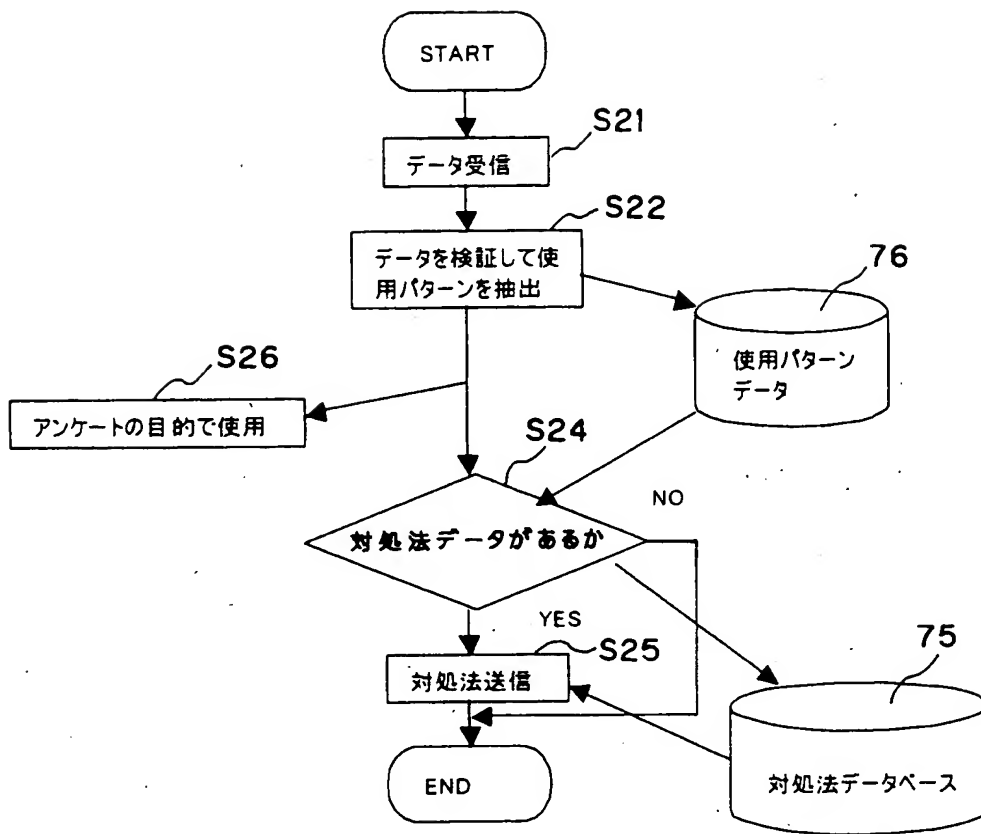 START
S21
データ受信
S22
データを検証して使
用パターンを抽出
76
使用パターン
データ
S26
アンケートの目的で使用
S24
対処法データがあるか
NO
YES
S25
対処法送信
75
対処法データベース
END